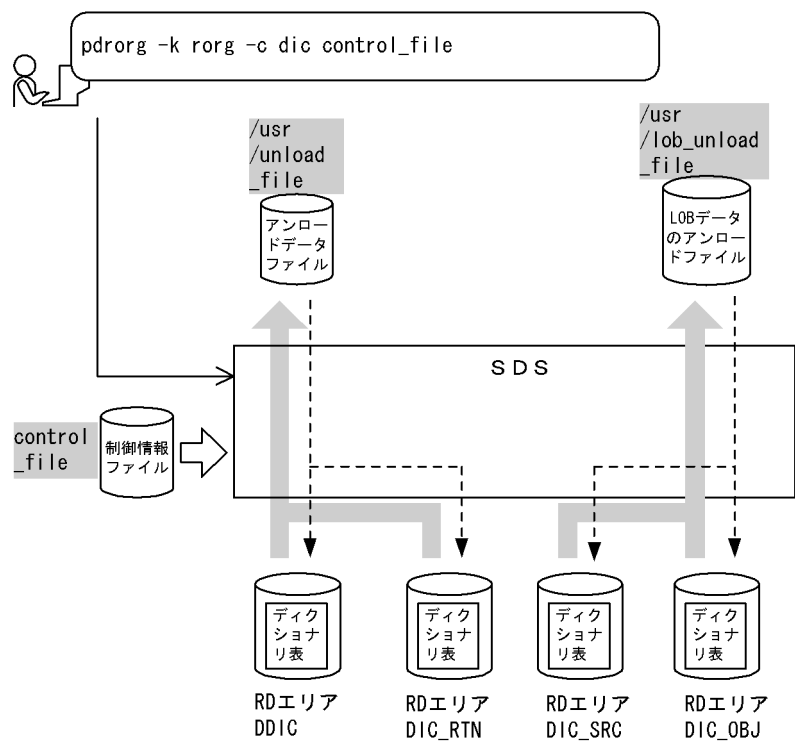 pdrorg -k rorg -c dic control_file
/usr
/unload
_file
/usr
/lob_unload
_file
アンロー
ドデータ
ファイル
LOBデータ
のアンロー
ドファイル
SDS
control
_file
制御情報
ファイル
ディク
ショナ
リ表
ディク
ショナ
リ表
ディク
ショナ
リ表
ディク
ショナ
リ表
RDエリア
DDIC
RDエリア
DIC_RTN
RDエリア
DIC_SRC
RDエリア
DIC_OBJ